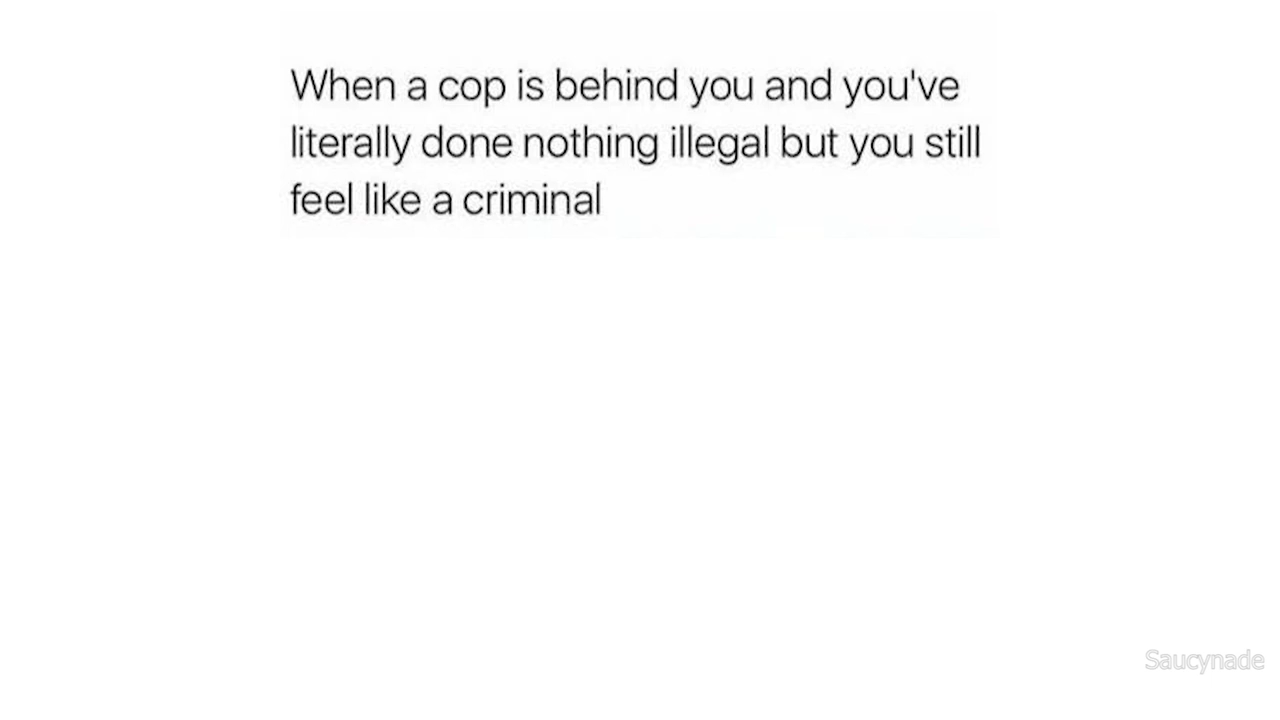 When a cop is behind you and you've
literally done nothing illegal but you still
feel like a criminal
Saucynade